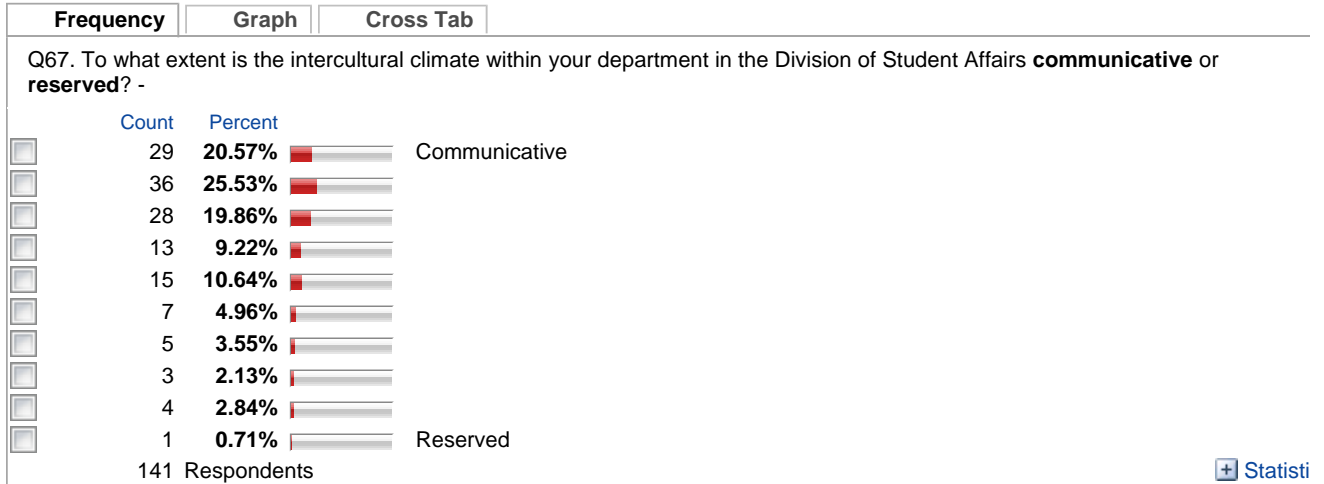 Frequency Graph Cross Tab
Q67. To what extent is the intercultural climate within your department in the Division of Student Affairs communicative or
reserved? -
Count Percent
29 20.57% Communicative
36 25.53%
28 19.86%
13 9.22%
15 10.64%
7 4.96%
5 3.55%
3 2.13%
4 2.84%
1 0.71% Reserved
141 Respondents + Statisti